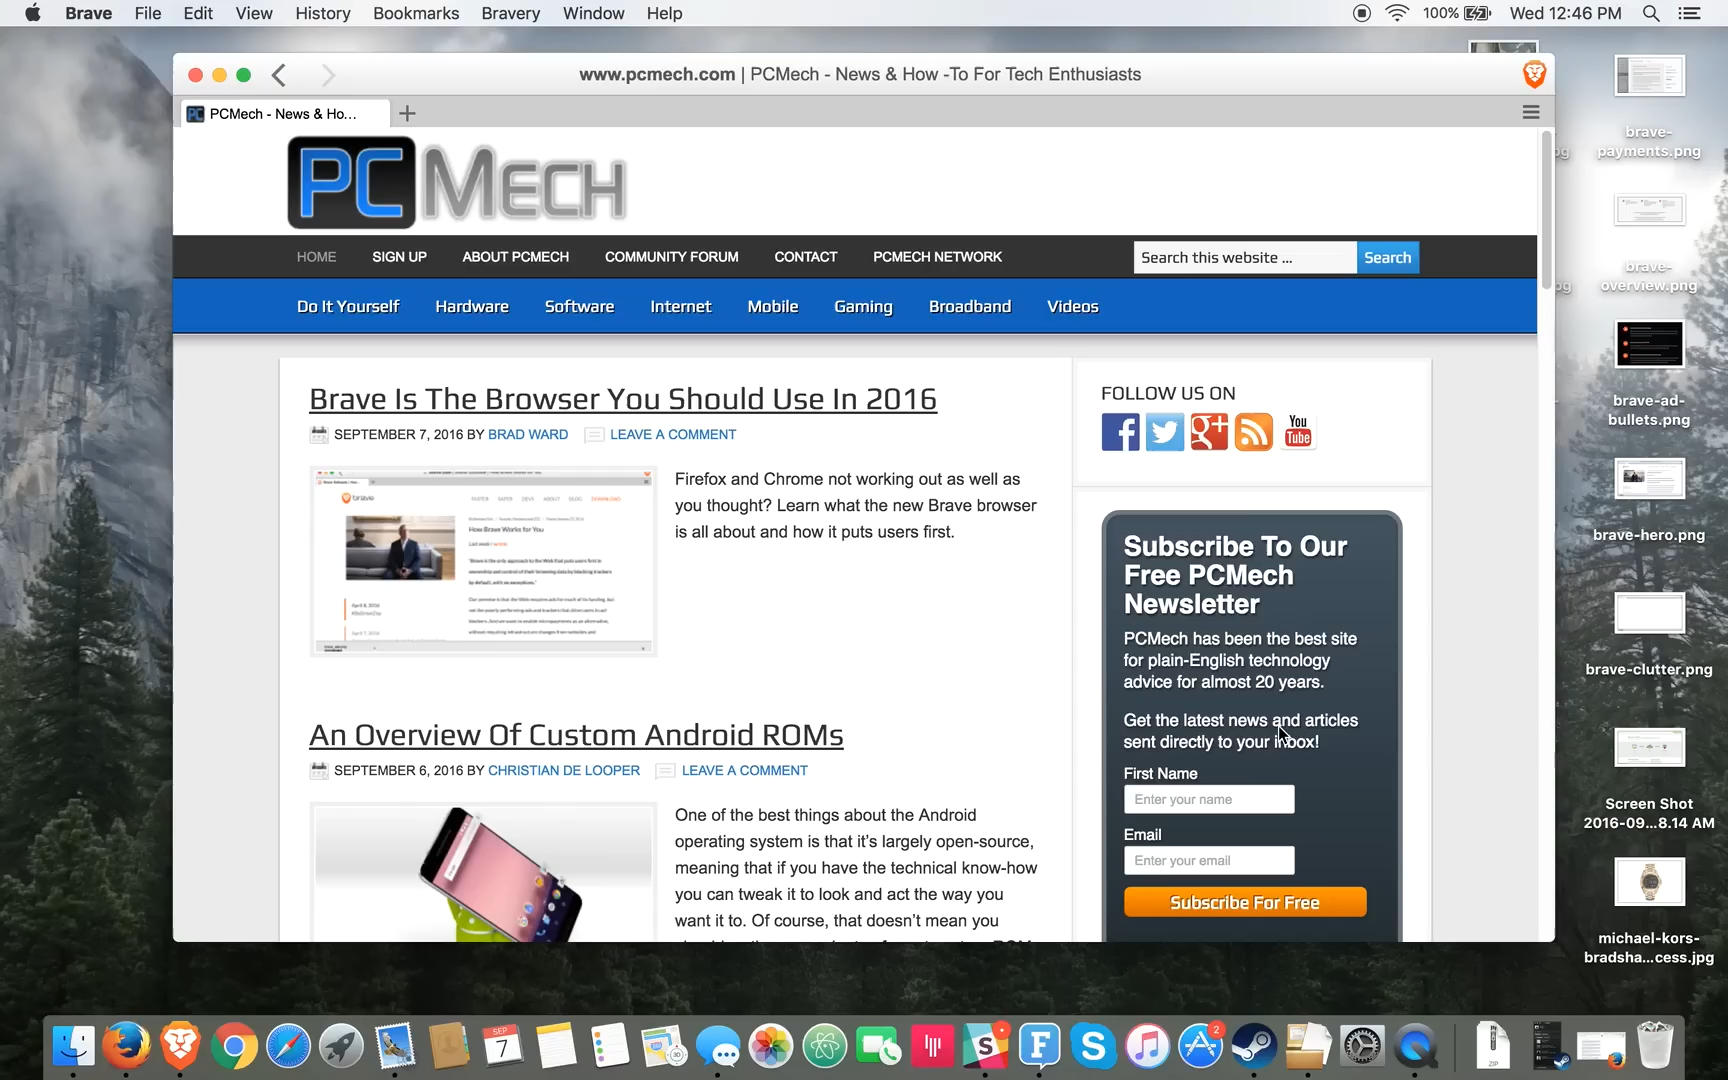 Brave File Edit View History Bookmarks Bravery Window Help
100% Wed 12:46 PM
www.pcmech.com | PCMech - News & How -To For Tech Enthusiasts
PCMech - News & Ho...
PCMech
HOME SIGN UP ABOUT PCMECH COMMUNITY FORUM CONTACT PCMECH NETWORK
Search this website ... Search
Do It Yourself Hardware Software Internet Mobile Gaming Broadband Videos
Brave Is The Browser You Should Use In 2016
SEPTEMBER 7, 2016 BY BRAD WARD LEAVE A COMMENT
brave
How Brave Works for You
Firefox and Chrome not working out as well as
you thought? Learn what the new Brave browser
is all about and how it puts users first.
An Overview Of Custom Android ROMs
SEPTEMBER 6, 2016 BY CHRISTIAN DE LOOPER LEAVE A COMMENT
One of the best things about the Android
operating system is that it's largely open-source,
meaning that if you have the technical know-how
you can tweak it to look and act the way you
want it to. Of course, that doesn't mean you
FOLLOW US ON
You
Tube
Subscribe To Our
Free PCMech
Newsletter
PCMech has been the best site
for plain-English technology
advice for almost 20 years.
Get the latest news and articles
sent directly to your inbox!
First Name
Enter your name
Email
Enter your email
Subscribe For Free
brave-
payments.png
brave-
overview.png
brave-ad-
bullets.png
brave-hero.png
brave-clutter.png
Screen Shot
2016-09...8.14 AM
michael-kors-
bradsha...cess.jpg
SEP
7
2
ZIP